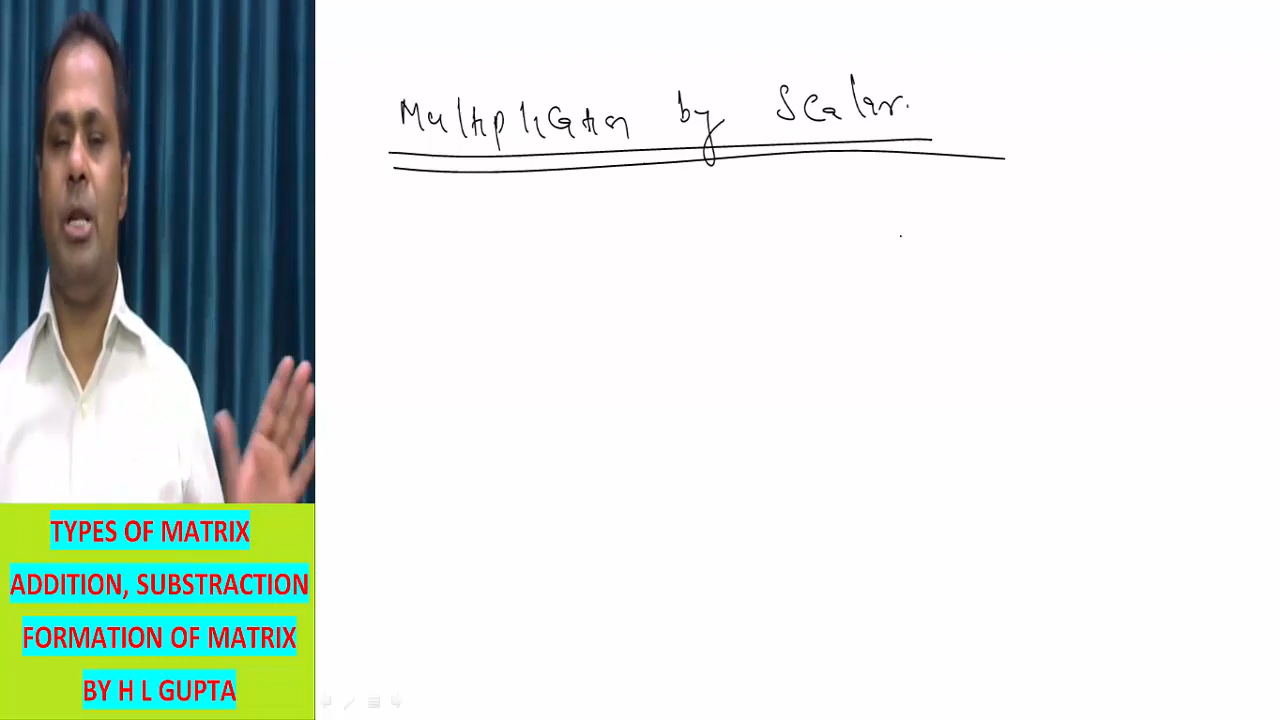 Multiplication by Scalar.
TYPES OF MATRIX
ADDITION, SUBSTRACTION
FORMATION OF MATRIX
BY H L GUPTA